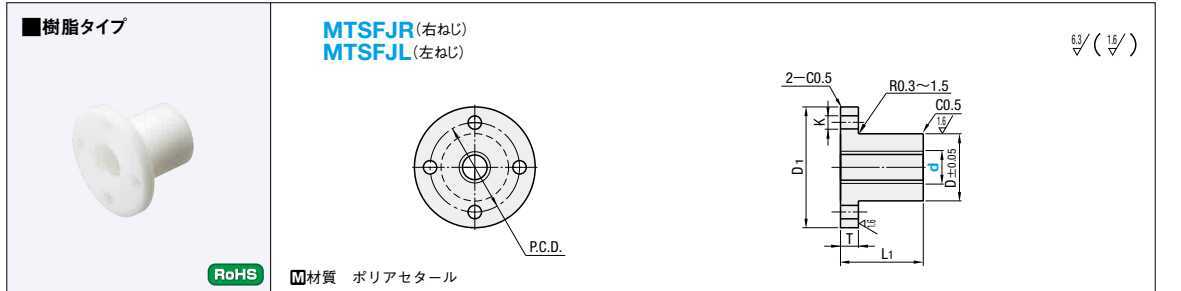 ■樹脂タイプ
RoHS
MTSFJR(右ねじ)
MTSFJL(左ねじ)
6.3/(1.6/)
P.C.D.
M材質 ポリアセタール
2−C0.5
R0.3〜1.5
C0.5
1.6
K
D1
d
D±0.05
1.6
T
L1